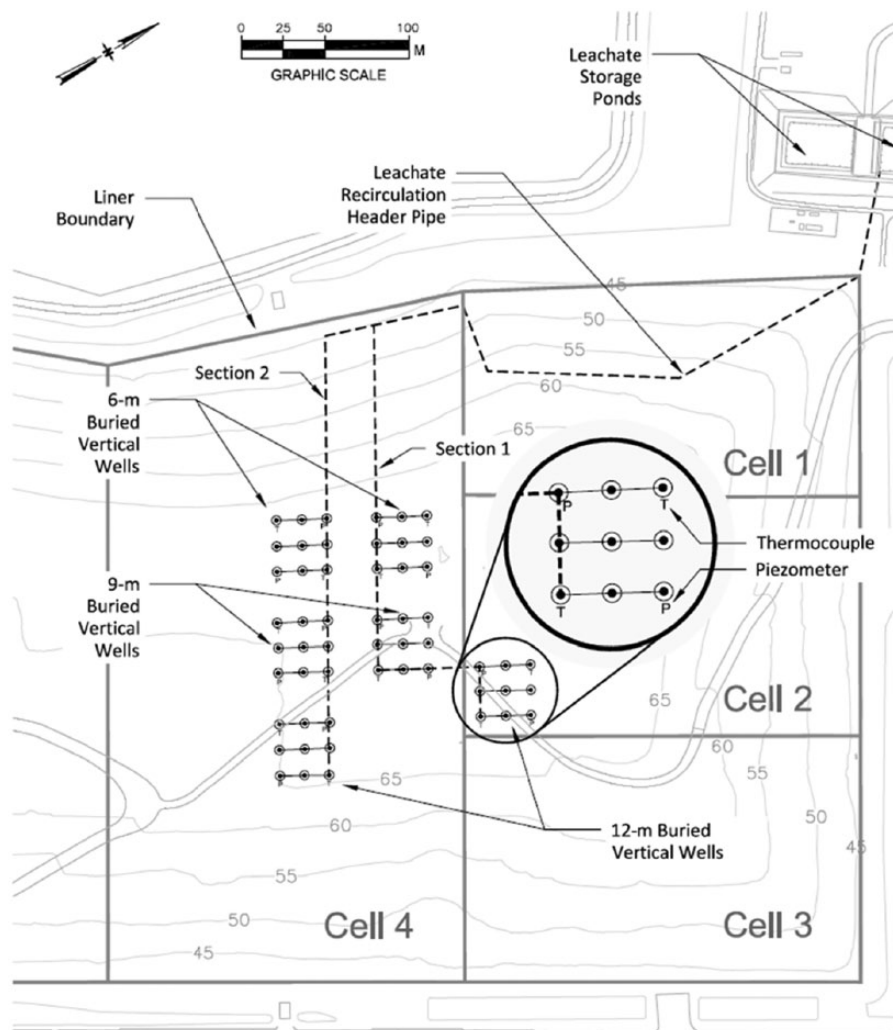 0 25 50 100
M
GRAPHIC SCALE
Leachate
Storage
Ponds
Leachate
Recirculation
Header Pipe
Liner
Boundary
45
50
55
60
65
Section 2
6-m
Buried
Vertical
Wells
Section 1
Cell 1
P
T
Thermocouple
Piezometer
T
P
9-m
Buried
Vertical
Wells
65
Cell 2
60
55
50
45
65
60
12-m Buried
Vertical Wells
55
50
45
Cell 4
Cell 3